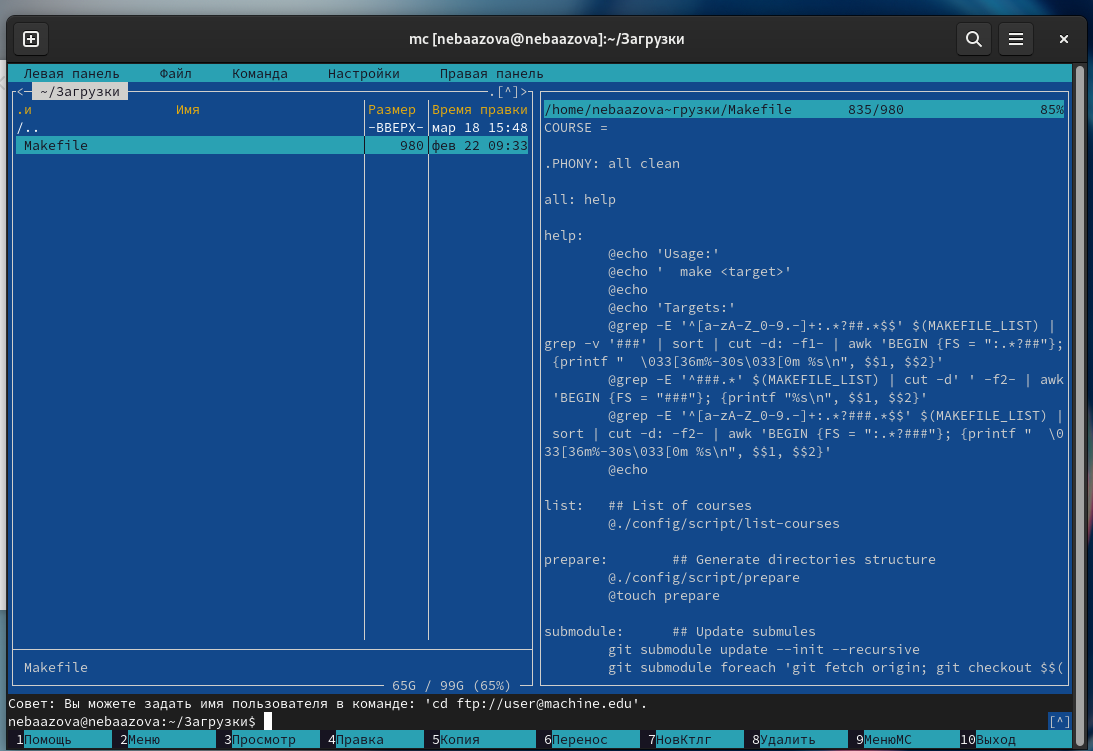 mc [nebaazova@nebaazova]:~/Загрузки
Левая панель Файл Команда Настройки Правая панель
<─ ~/Загрузки .[^]>
.и Имя Размер Время правки
/.. -ВВЕРХ- мар 18 15:48
Makefile 980 фев 22 09:33
Makefile
65G / 99G (65%)
/home/nebaazova~грузки/Makefile 835/980 85%
COURSE =
.PHONY: all clean
all: help
help:
@echo 'Usage:'
@echo '  make <target>'
@echo
@echo 'Targets:'
@grep -E '^[a-zA-Z_0-9.-]+:.*?##.*$$' $(MAKEFILE_LIST) |
grep -v '###' | sort | cut -d: -f1- | awk 'BEGIN {FS = ":.*?##"};
{printf "  \033[36m%-30s\033[0m %s\n", $$1, $$2}'
@grep -E '^###.*' $(MAKEFILE_LIST) | cut -d' ' -f2- | awk
'BEGIN {FS = "###"}; {printf "%s\n", $$1, $$2}'
@grep -E '^[a-zA-Z_0-9.-]+:.*?###.*$$' $(MAKEFILE_LIST) |
sort | cut -d: -f2- | awk 'BEGIN {FS = ":.*?###"}; {printf "  \0
33[36m%-30s\033[0m %s\n", $$1, $$2}'
@echo
list:   ## List of courses
@./config/script/list-courses
prepare:        ## Generate directories structure
@./config/script/prepare
@touch prepare
submodule:      ## Update submules
git submodule update --init --recursive
git submodule foreach 'git fetch origin; git checkout $$(
Совет: Вы можете задать имя пользователя в команде: 'cd ftp://user@machine.edu'.
nebaazova@nebaazova:~/Загрузки$ [^]
1Помощь 2Меню 3Просмотр 4Правка 5Копия 6Перенос 7НовКтлг 8Удалить 9МенюМС 10Выход